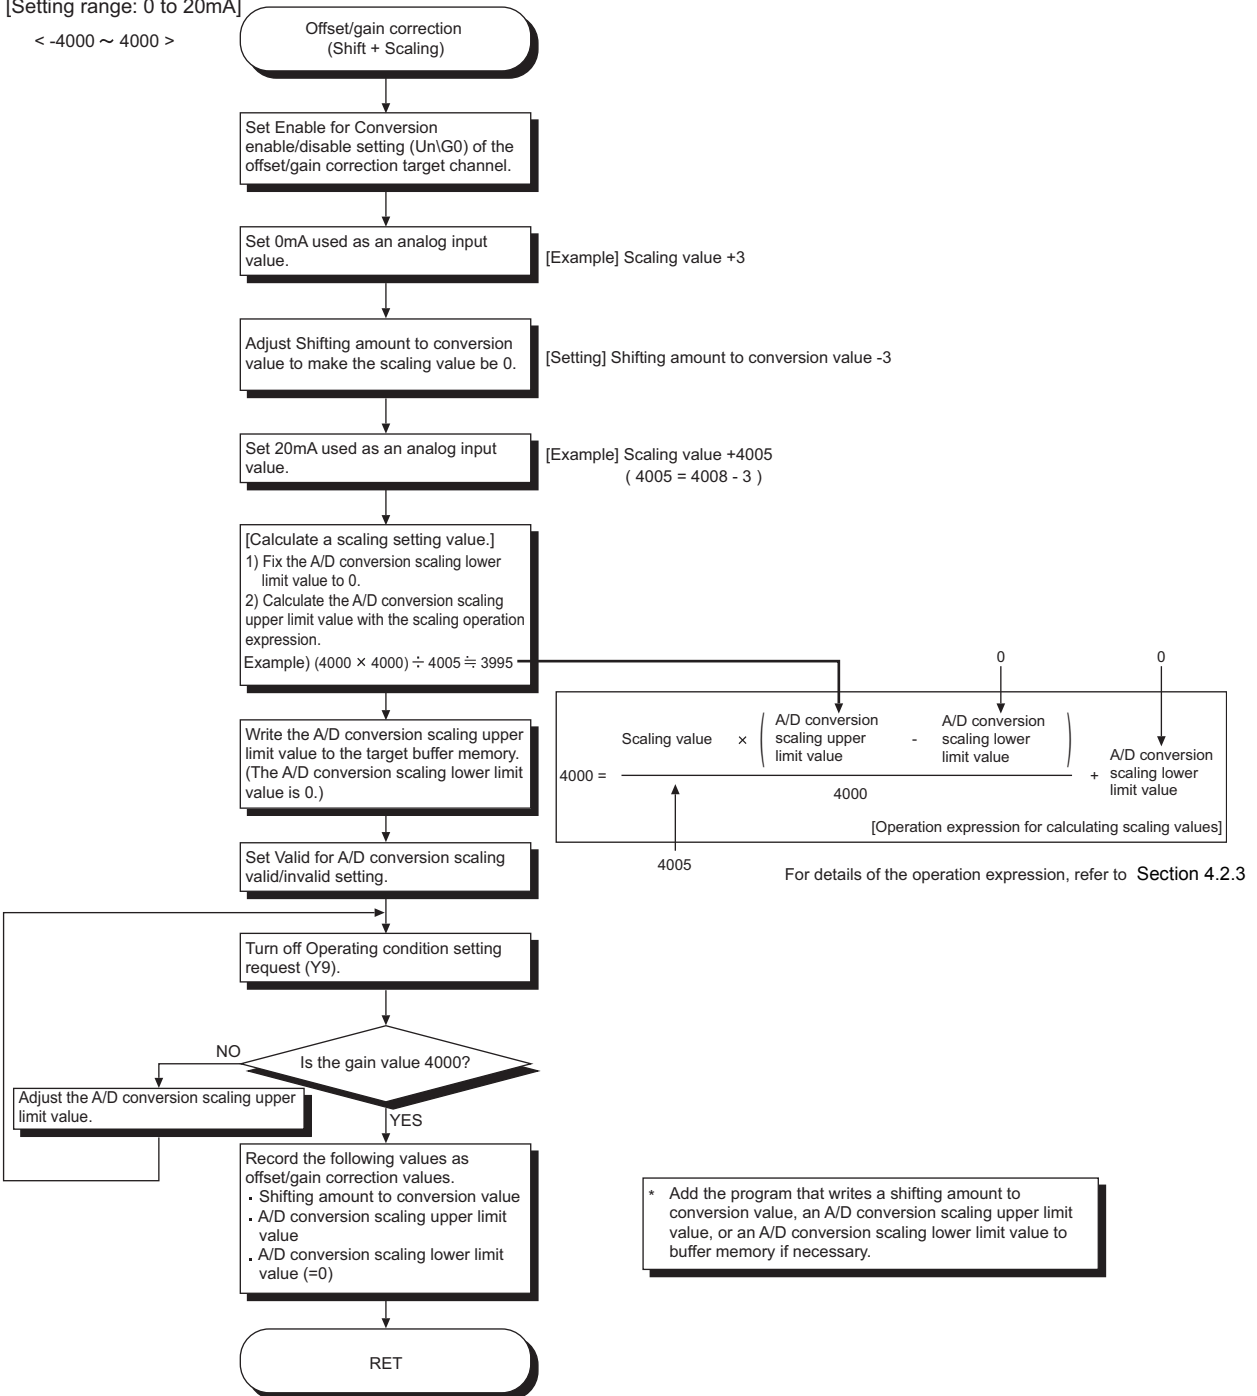 [Setting range: 0 to 20mA]
< -4000 ~ 4000 >
Offset/gain correction
(Shift + Scaling)
Set Enable for Conversion
enable/disable setting (Un\G0) of the
offset/gain correction target channel.
Set 0mA used as an analog input
value.
[Example] Scaling value +3
Adjust Shifting amount to conversion
value to make the scaling value be 0.
[Setting] Shifting amount to conversion value -3
Set 20mA used as an analog input
value.
[Example] Scaling value +4005
( 4005 = 4008 - 3 )
[Calculate a scaling setting value.]
1) Fix the A/D conversion scaling lower
limit value to 0.
2) Calculate the A/D conversion scaling
upper limit value with the scaling operation
expression.
Example) (4000 × 4000) ÷ 4005 ≒ 3995
0
0
4000 =
Scaling value
×
(
A/D conversion
scaling upper
limit value
-
A/D conversion
scaling lower
limit value
)
4000
+
A/D conversion
scaling lower
limit value
[Operation expression for calculating scaling values]
4005
For details of the operation expression, refer to Section 4.2.3
Write the A/D conversion scaling upper
limit value to the target buffer memory.
(The A/D conversion scaling lower limit
value is 0.)
Set Valid for A/D conversion scaling
valid/invalid setting.
Turn off Operating condition setting
request (Y9).
Is the gain value 4000?
NO
Adjust the A/D conversion scaling upper
limit value.
YES
Record the following values as
offset/gain correction values.
· Shifting amount to conversion value
· A/D conversion scaling upper limit
value
· A/D conversion scaling lower limit
value (=0)
* Add the program that writes a shifting amount to
conversion value, an A/D conversion scaling upper limit
value, or an A/D conversion scaling lower limit value to
buffer memory if necessary.
RET